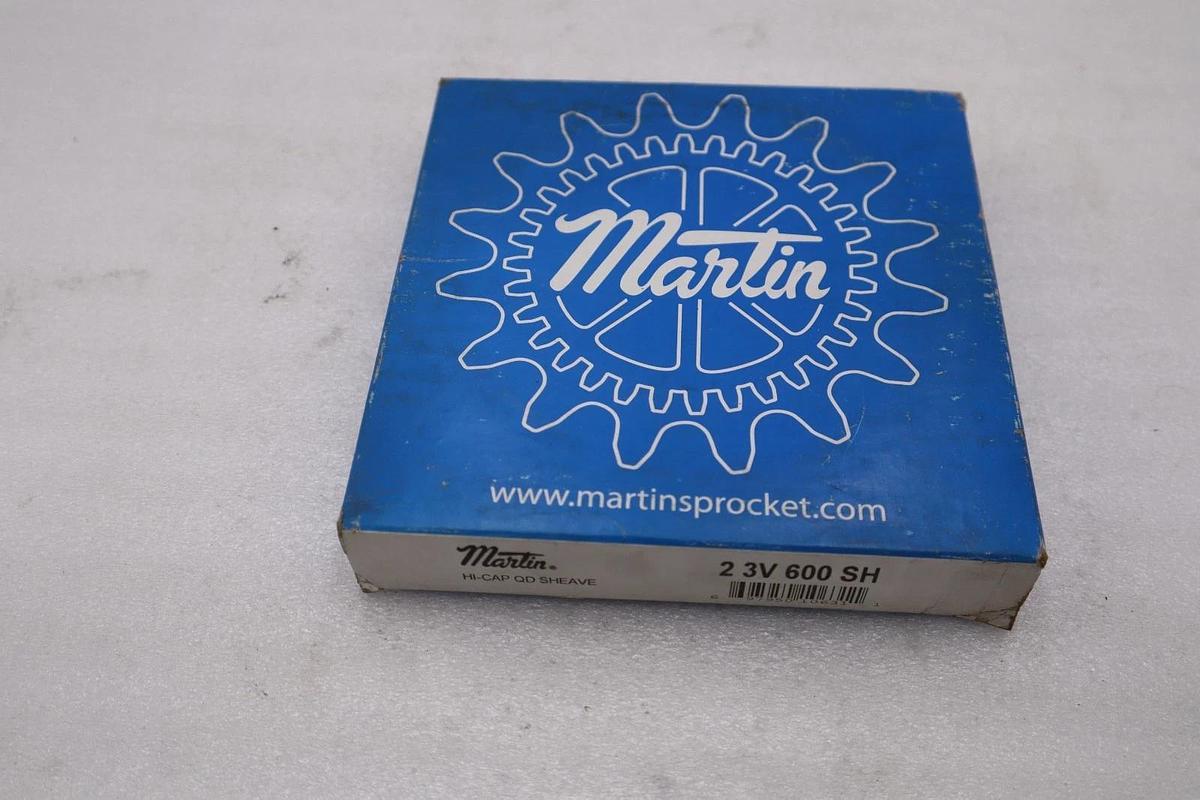 Martin
www.martinsprocket.com
Martin®
HI-CAP QD SHEAVE
2 3V 600 SH